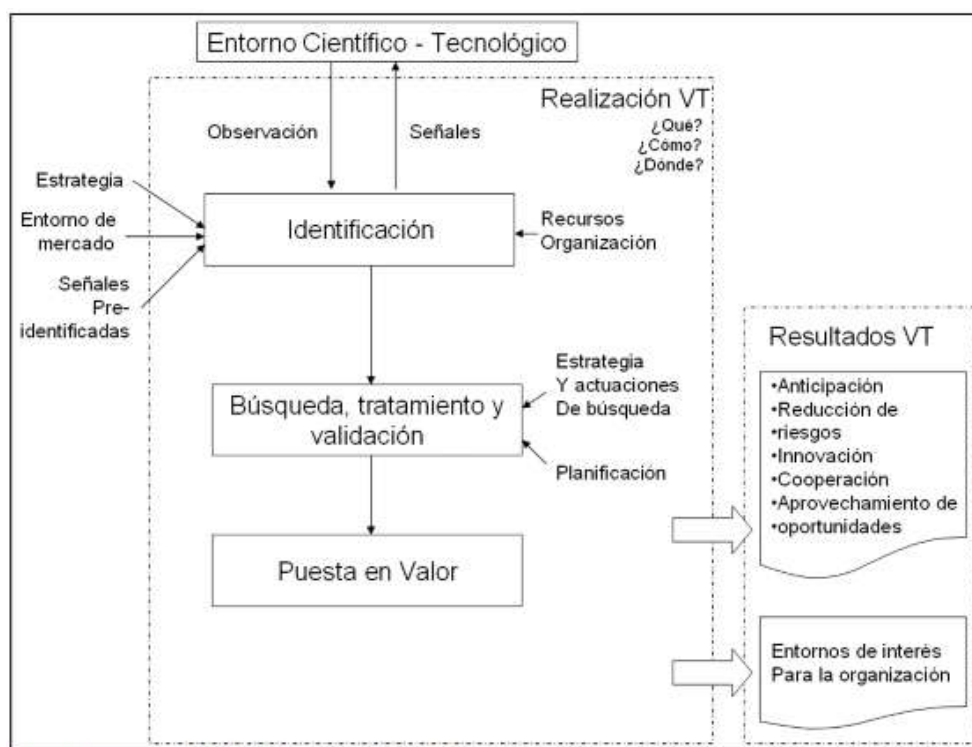 Entorno Científico - Tecnológico
Realización VT
¿Qué?
¿Cómo?
¿Dónde?
Observación
Señales
Estrategia
Entorno de
mercado
Señales
Pre-
identificadas
Identificación
Recursos
Organización
Búsqueda, tratamiento y
validación
Estrategia
Y actuaciones
De búsqueda
Planificación
Puesta en Valor
Resultados VT
•Anticipación
•Reducción de
•riesgos
•Innovación
•Cooperación
•Aprovechamiento de
•oportunidades
Entornos de interés
Para la organización